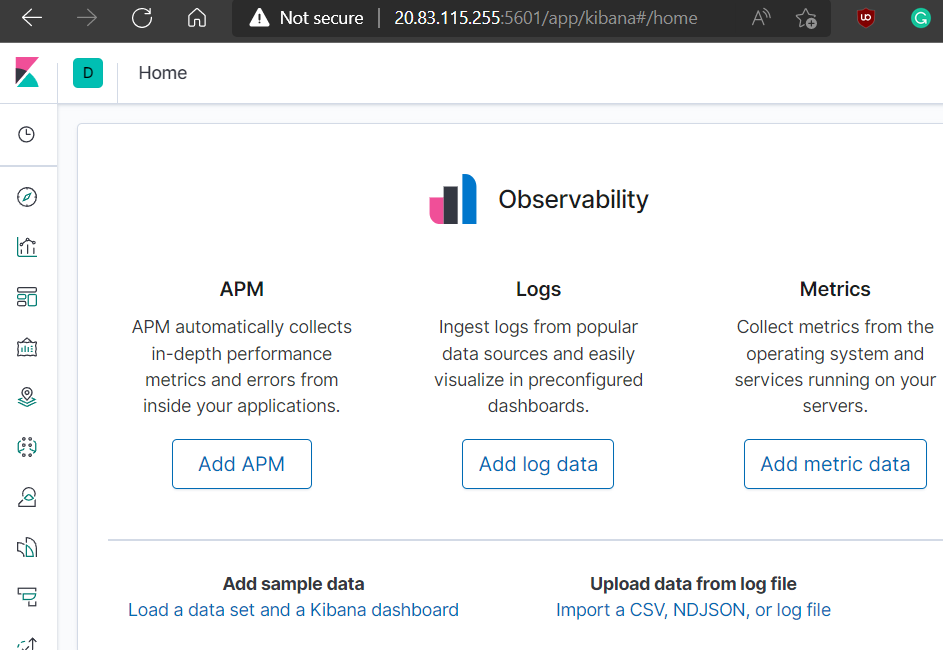 Not secure | 20.83.115.255:5601/app/kibana#/home
D Home
Observability
APM
APM automatically collects
in-depth performance
metrics and errors from
inside your applications.
Add APM
Logs
Ingest logs from popular
data sources and easily
visualize in preconfigured
dashboards.
Add log data
Metrics
Collect metrics from the
operating system and
services running on your
servers.
Add metric data
Add sample data
Load a data set and a Kibana dashboard
Upload data from log file
Import a CSV, NDJSON, or log file